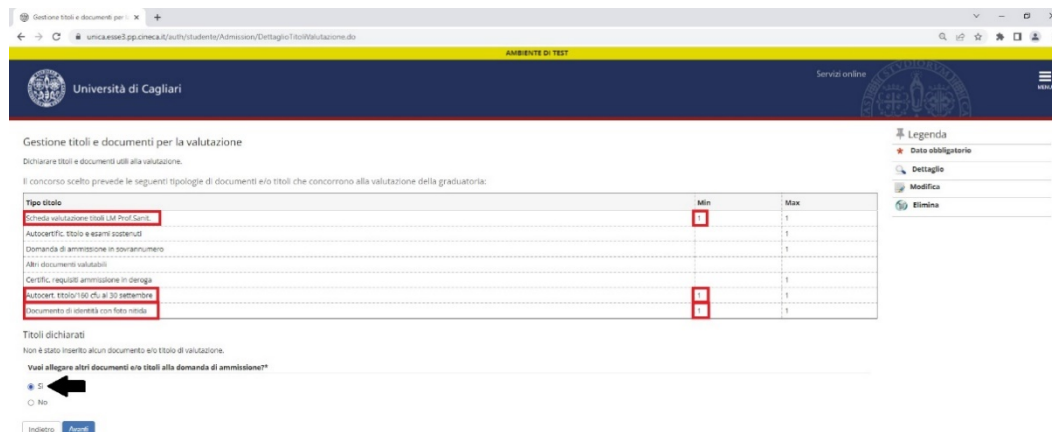 Gestione titoli e documenti per l
unica.esse3.pp.cineca.it/auth/studente/Admission/DettaglioTitoliValutazione.do
AMBIENTE DI TEST
Servizi online
Università di Cagliari
MENU
Gestione titoli e documenti per la valutazione
Dichiarare titoli e documenti utili alla valutazione.
Il concorso scelto prevede le seguenti tipologie di documenti e/o titoli che concorrono alla valutazione della graduatoria:
Tipo titolo Min Max
Scheda valutazione titoli LM Prof.Sanit. 1 1
Autocertific. titolo e esami sostenuti 1
Domanda di ammissione in sovrannumero 1
Altri documenti valutabili
Certific. requisiti ammissione in deroga 1
Autocert. titolo/160 cfu al 30 settembre 1 1
Documento di identità con foto nitida 1 1
Titoli dichiarati
Non è stato inserito alcun documento e/o titolo di valutazione.
Vuoi allegare altri documenti e/o titoli alla domanda di ammissione?*
Sì
No
Indietro Avanti
Legenda
Dato obbligatorio
Dettaglio
Modifica
Elimina